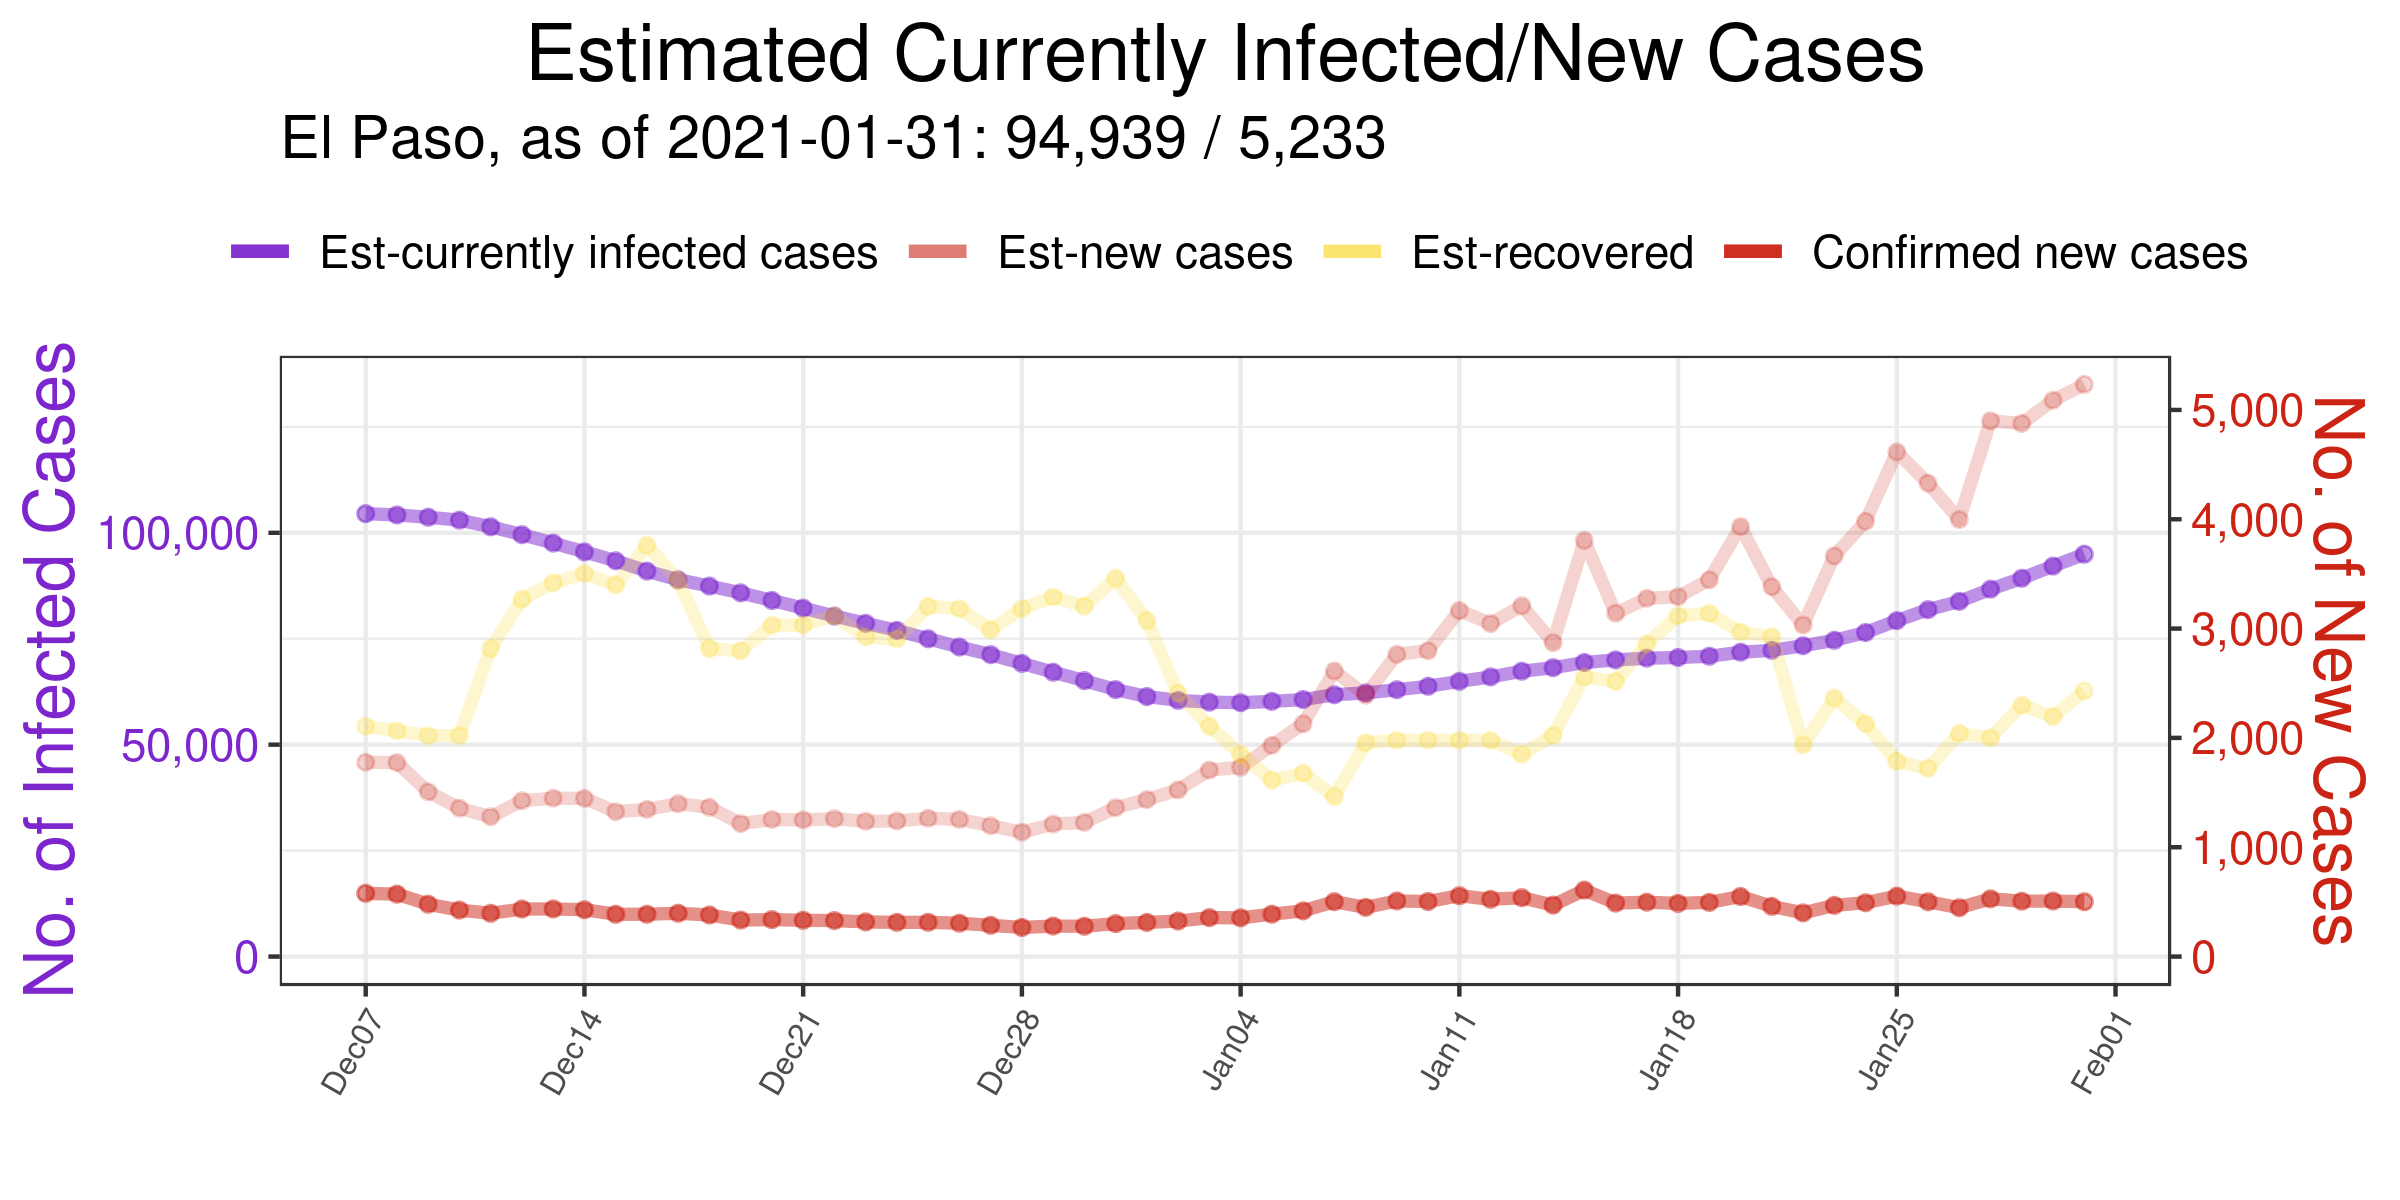 Estimated Currently Infected/New Cases
El Paso, as of 2021-01-31: 94,939 / 5,233
Est-currently infected cases Est-new cases Est-recovered Confirmed new cases
No. of Infected Cases
100,000
50,000
0
5,000
4,000
3,000
2,000
1,000
0
No. of New Cases
Dec07 Dec14 Dec21 Dec28 Jan04 Jan11 Jan18 Jan25 Feb01